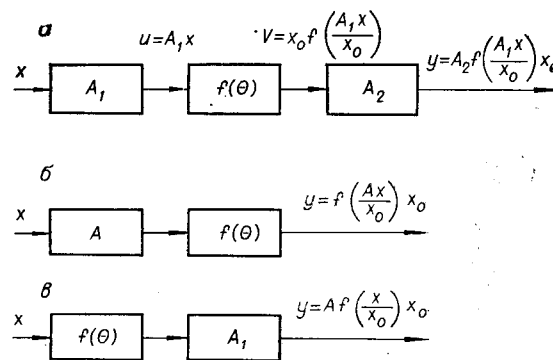 а
x
u=A₁x
V=x₀f(A₁x/x₀)
y=A₂f(A₁x/x₀)x₀
A₁
f(Θ)
A₂
б
x
A
f(Θ)
y=f(Ax/x₀)x₀
в
x
f(Θ)
A₁
y=Af(x/x₀)x₀